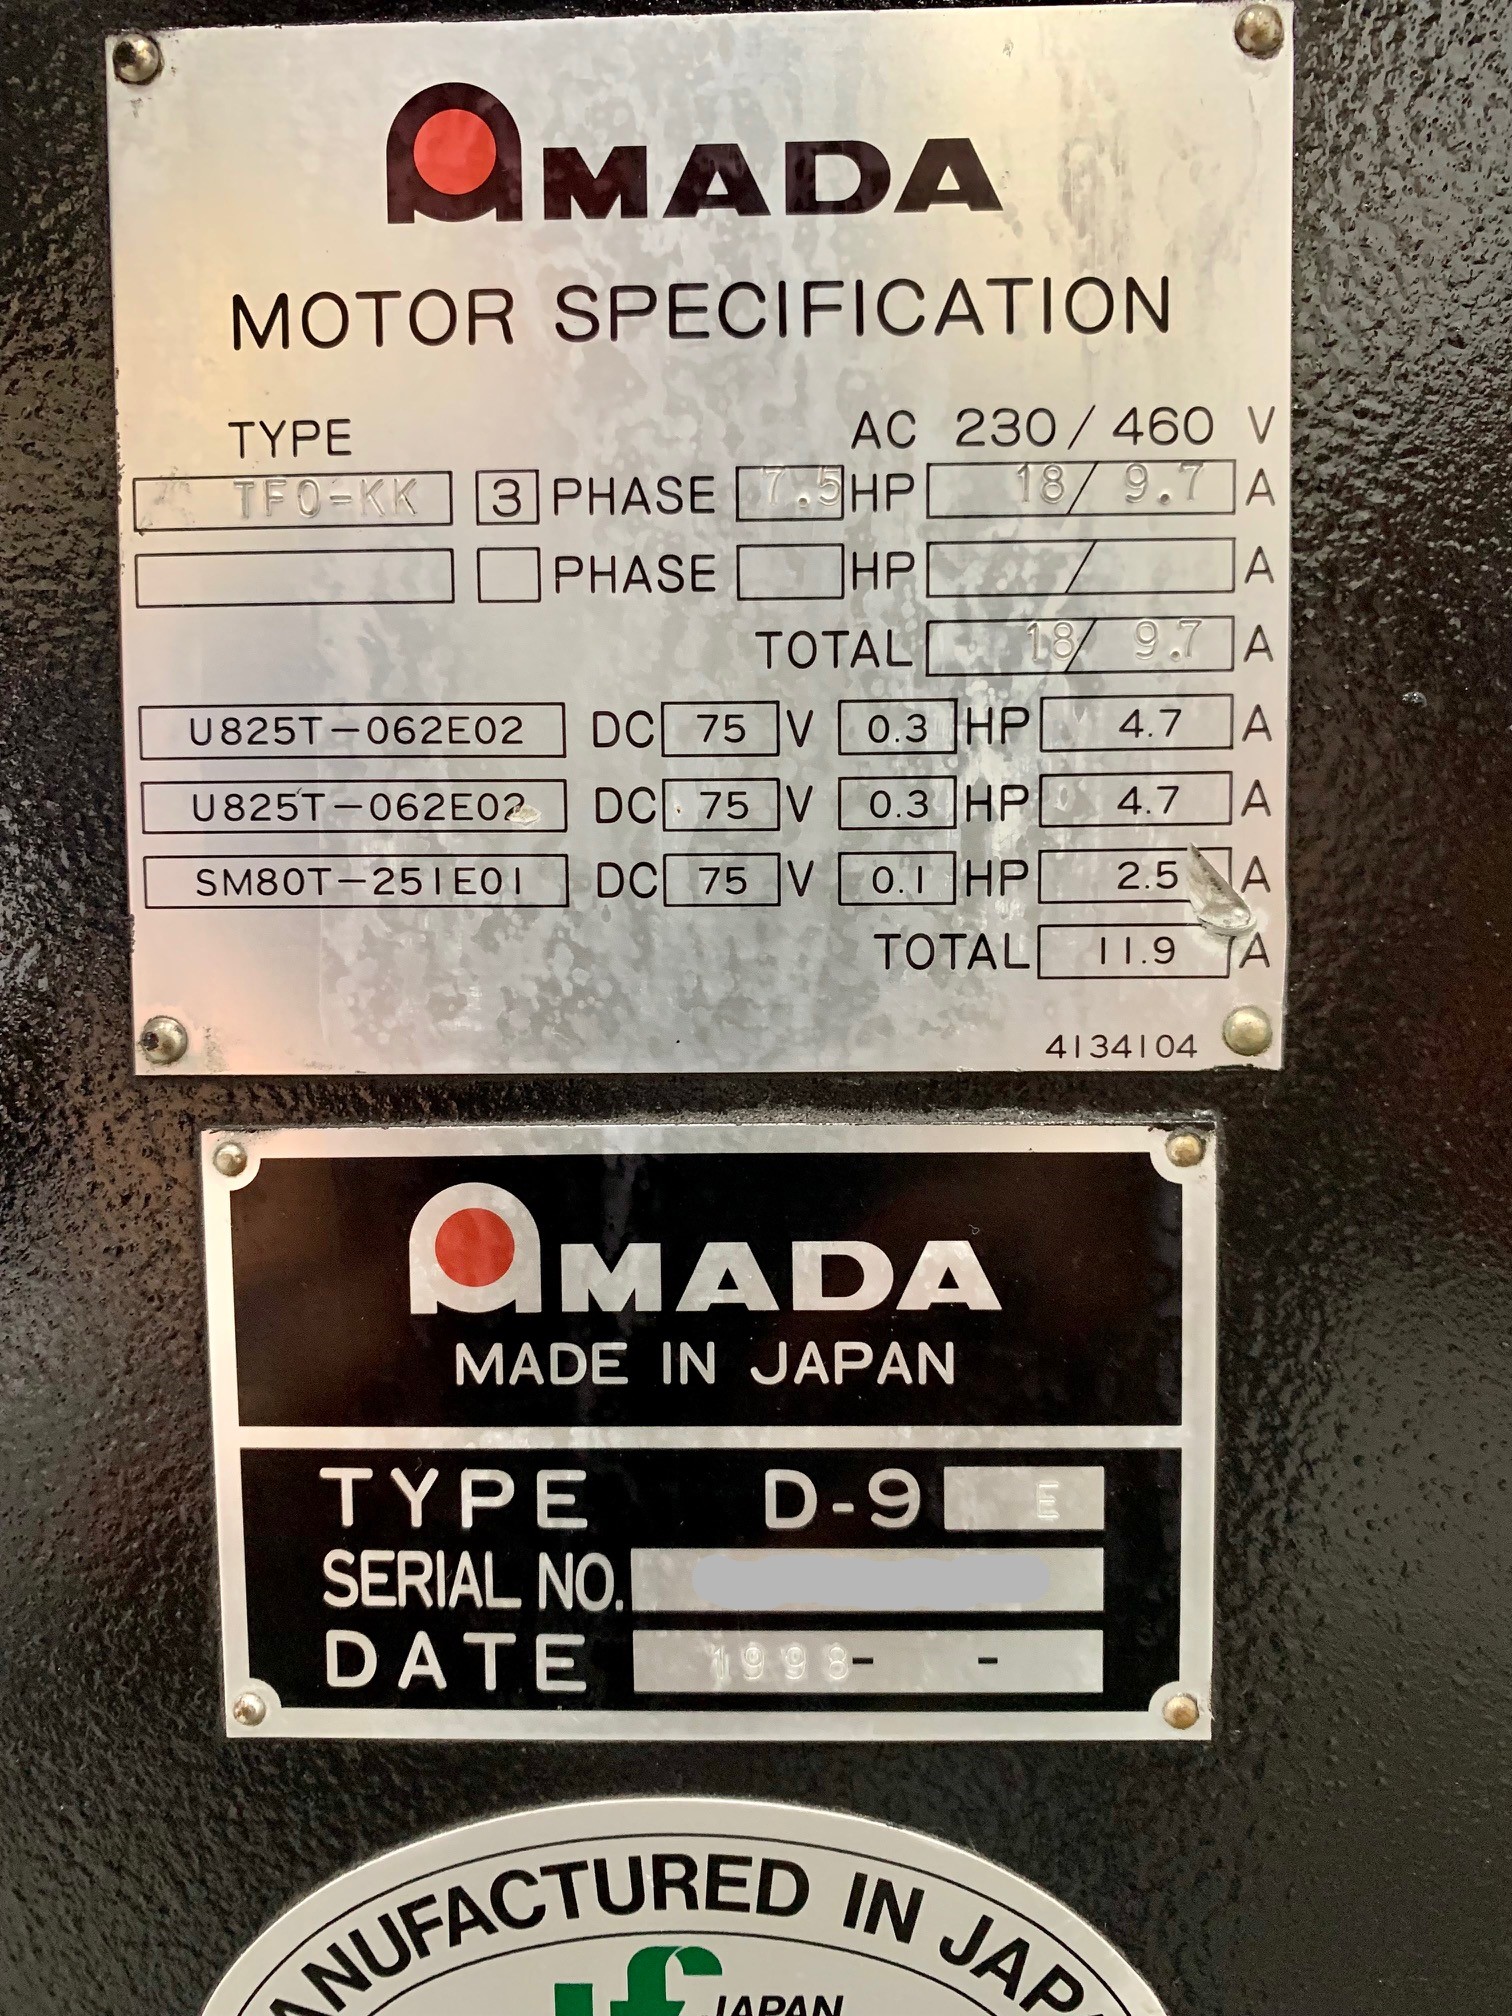 AMADA
MOTOR SPECIFICATION
TYPE AC 230/460 V
TFO-KK 3 PHASE 7.5 HP 18/ 9.7 A
PHASE HP / A
TOTAL 18/ 9.7 A
U825T-062E02 DC 75 V 0.3 HP 4.7 A
U825T-062E02 DC 75 V 0.3 HP 4.7 A
SM80T-251E01 DC 75 V 0.1 HP 2.5 A
TOTAL 11.9 A
4134104
AMADA
MADE IN JAPAN
TYPE D-9 E
SERIAL NO.
DATE 1998- -
ANUFACTURED IN JAPA
JAPAN